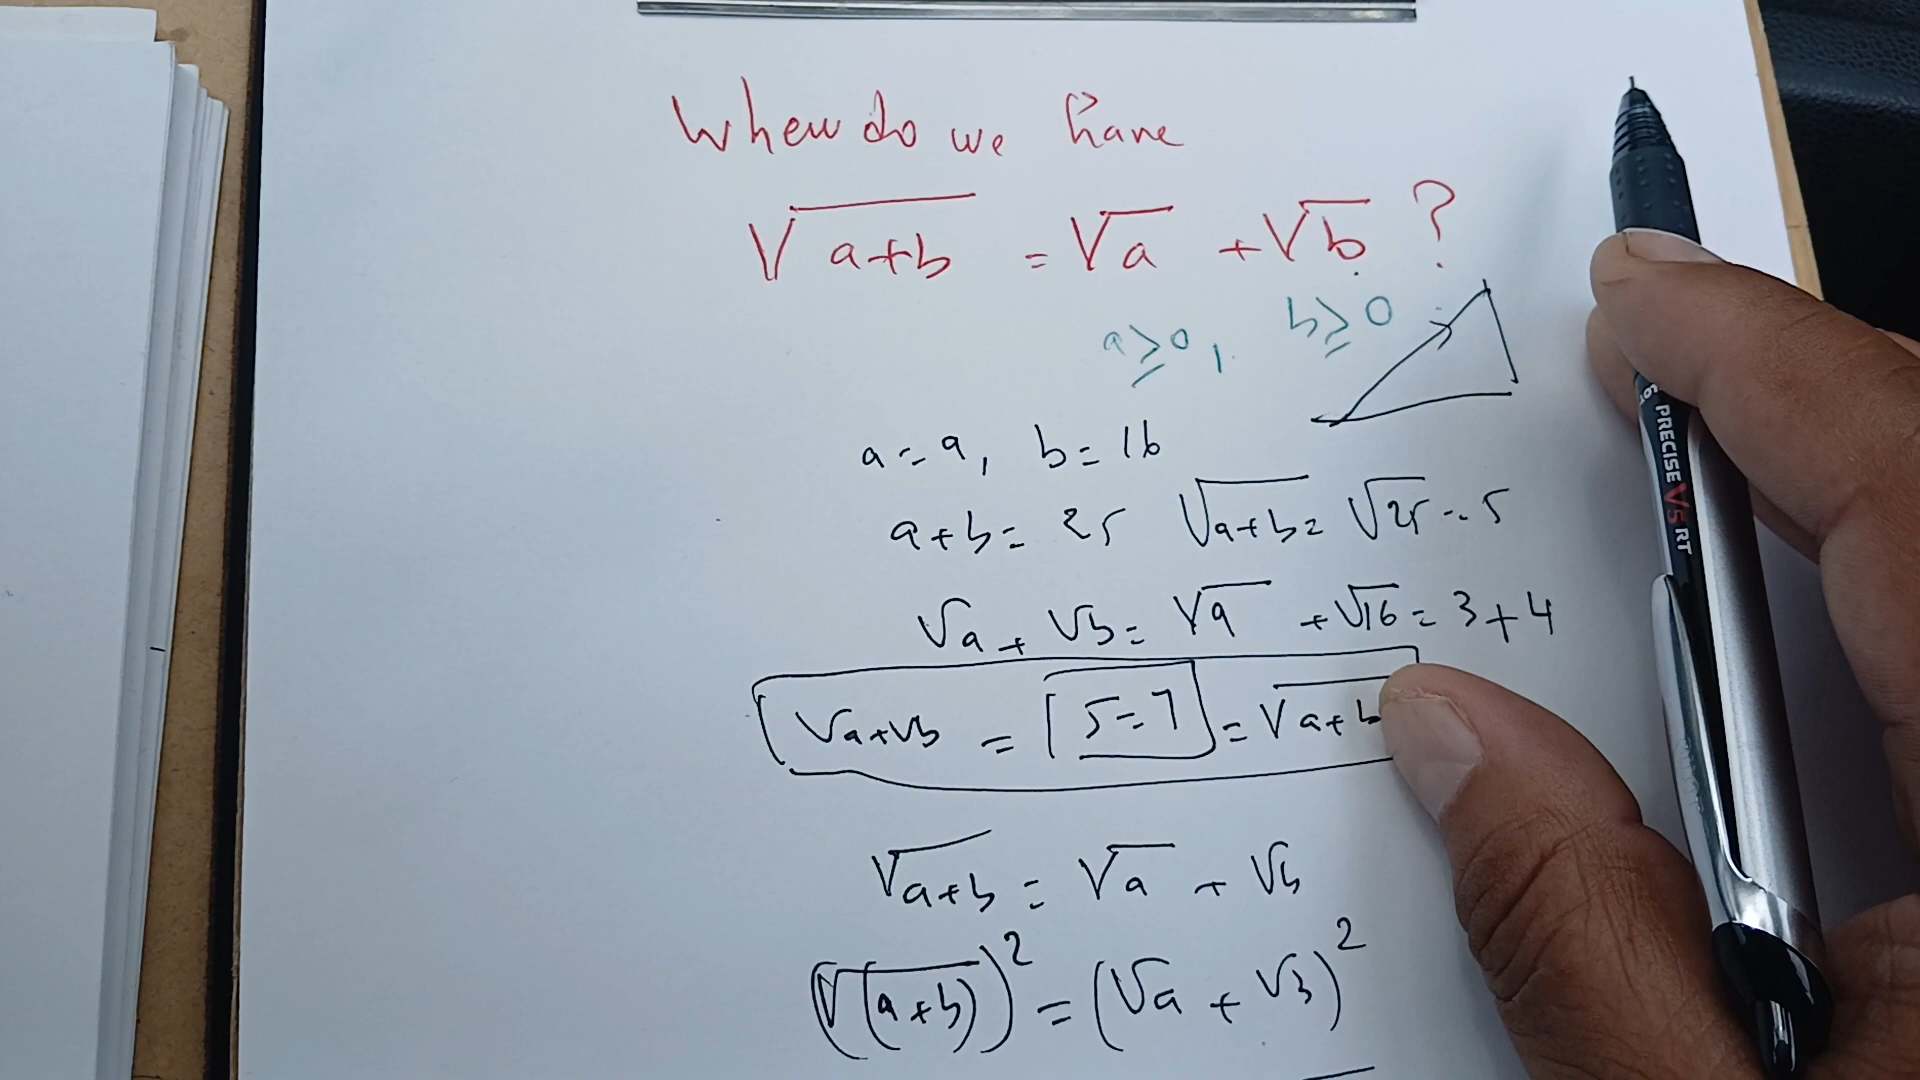 When do we have
√a+b = √a + √b ?
a≥0, b≥0
a=9, b=16
a+b= 25 √a+b= √25=5
√a + √b= √9 + √16 = 3+4
√a+√b = 5=7 = √a+b
√a+b = √a + √b
(√(a+b))² = (√a + √b)²
PRECISE V5 RT